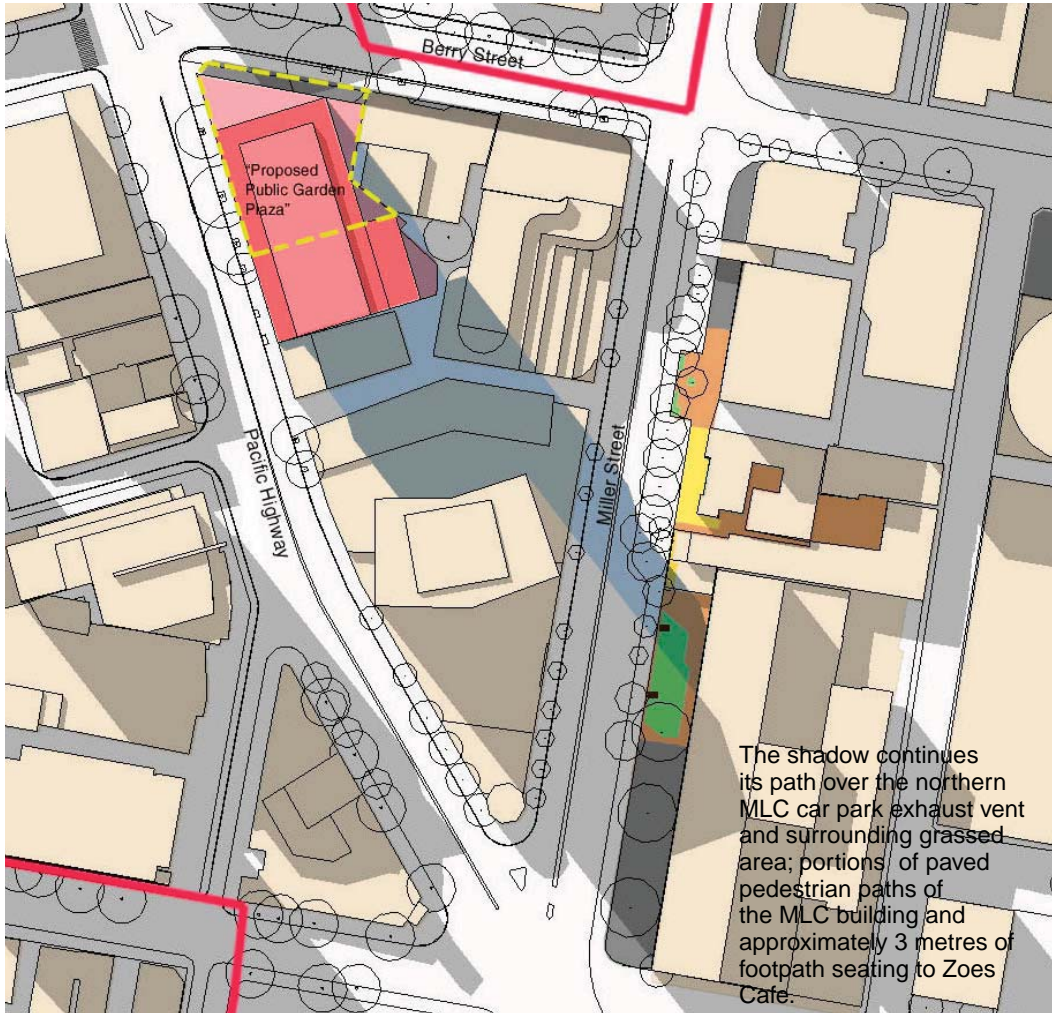 Berry Street
"Proposed
Public Garden
Plaza"
Pacific Highway
Miller Street
The shadow continues
its path over the northern
MLC car park exhaust vent
and surrounding grassed
area; portions of paved
pedestrian paths of
the MLC building and
approximately 3 metres of
footpath seating to Zoes
Cafe.